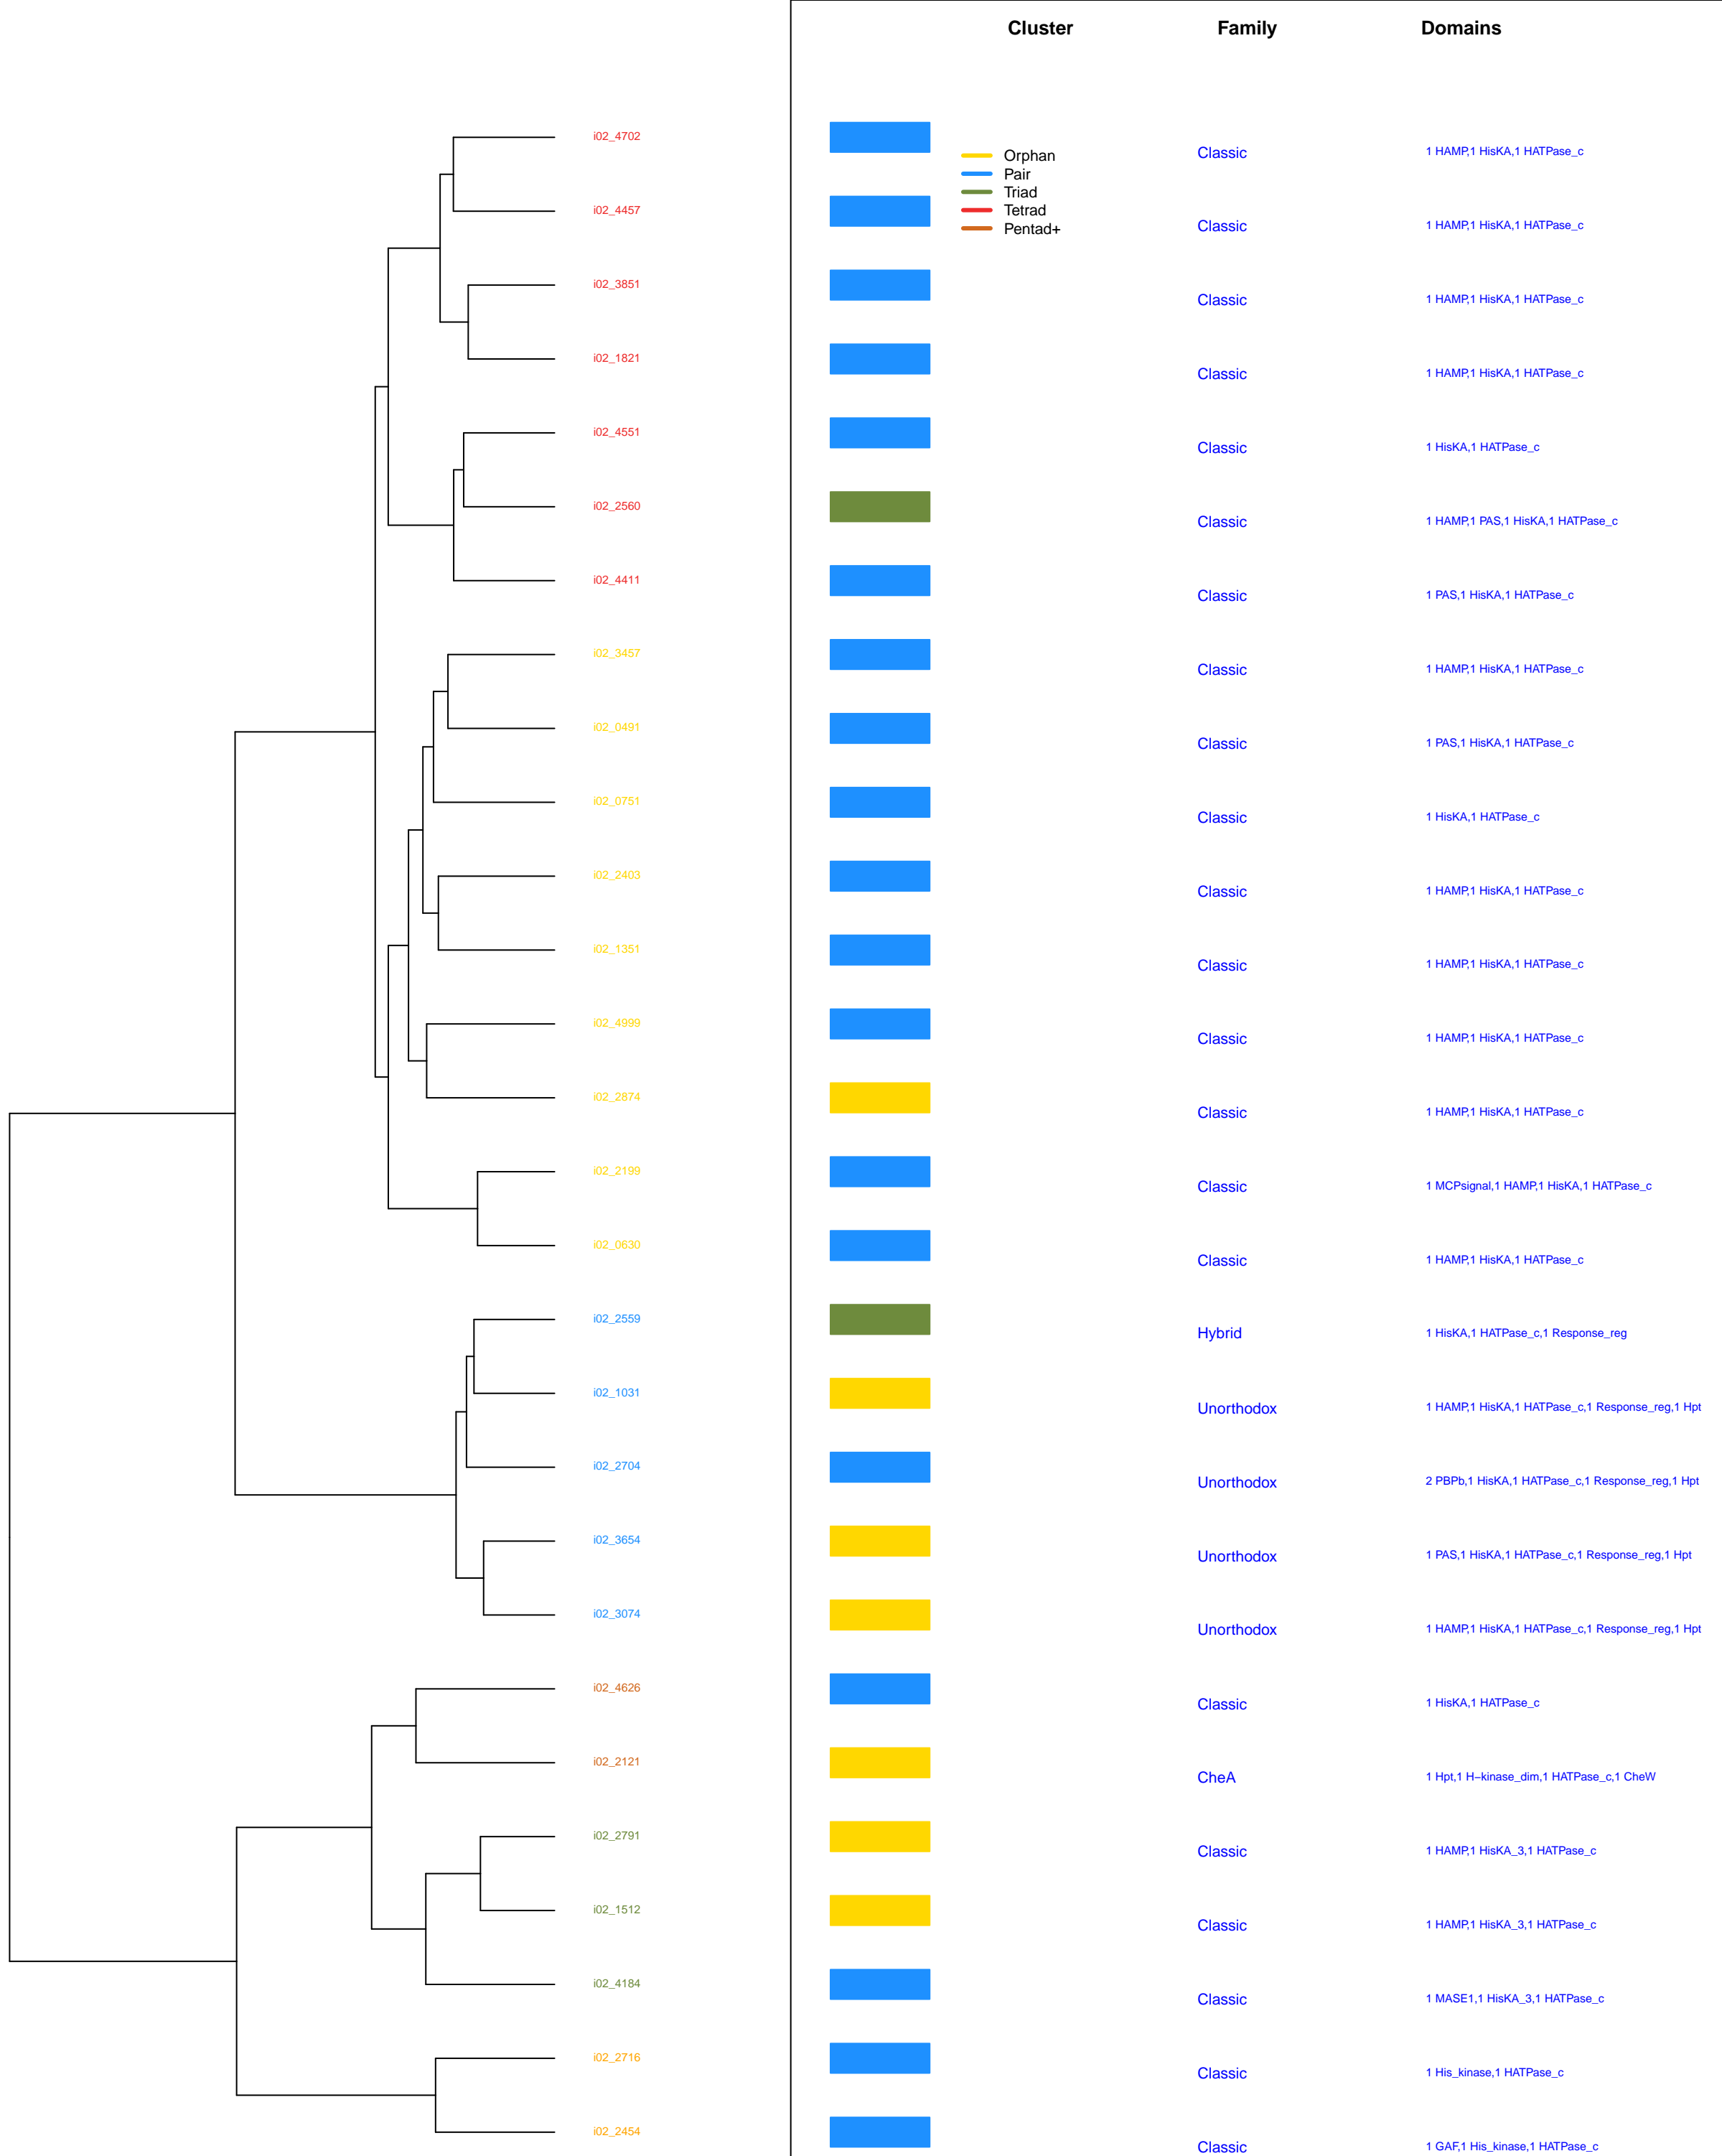 Cluster Family Domains
i02_4702
Orphan
Classic 1 HAMP,1 HisKA,1 HATPase_c
Pair
Triad
i02_4457
Tetrad
Classic 1 HAMP,1 HisKA,1 HATPase_c
Pentad+
i02_3851
Classic 1 HAMP,1 HisKA,1 HATPase_c
i02_1821
Classic 1 HAMP,1 HisKA,1 HATPase_c
i02_4551
Classic 1 HisKA,1 HATPase_c
i02_2560
Classic 1 HAMP,1 PAS,1 HisKA,1 HATPase_c
i02_4411
Classic 1 PAS,1 HisKA,1 HATPase_c
i02_3457
Classic 1 HAMP,1 HisKA,1 HATPase_c
i02_0491
Classic 1 PAS,1 HisKA,1 HATPase_c
i02_0751
Classic 1 HisKA,1 HATPase_c
i02_2403
Classic 1 HAMP,1 HisKA,1 HATPase_c
i02_1351
Classic 1 HAMP,1 HisKA,1 HATPase_c
i02_4999
Classic 1 HAMP,1 HisKA,1 HATPase_c
i02_2874
Classic 1 HAMP,1 HisKA,1 HATPase_c
i02_2199
Classic 1 MCPsignal,1 HAMP,1 HisKA,1 HATPase_c
i02_0630
Classic 1 HAMP,1 HisKA,1 HATPase_c
i02_2559
Hybrid 1 HisKA,1 HATPase_c,1 Response_reg
i02_1031
Unorthodox 1 HAMP,1 HisKA,1 HATPase_c,1 Response_reg,1 Hpt
i02_2704
Unorthodox 2 PBPb,1 HisKA,1 HATPase_c,1 Response_reg,1 Hpt
i02_3654
Unorthodox 1 PAS,1 HisKA,1 HATPase_c,1 Response_reg,1 Hpt
i02_3074
Unorthodox 1 HAMP,1 HisKA,1 HATPase_c,1 Response_reg,1 Hpt
i02_4626
Classic 1 HisKA,1 HATPase_c
i02_2121
CheA 1 Hpt,1 H−kinase_dim,1 HATPase_c,1 CheW
i02_2791
Classic 1 HAMP,1 HisKA_3,1 HATPase_c
i02_1512
Classic 1 HAMP,1 HisKA_3,1 HATPase_c
i02_4184
Classic 1 MASE1,1 HisKA_3,1 HATPase_c
i02_2716
Classic 1 His_kinase,1 HATPase_c
i02_2454
Classic 1 GAF,1 His_kinase,1 HATPase_c